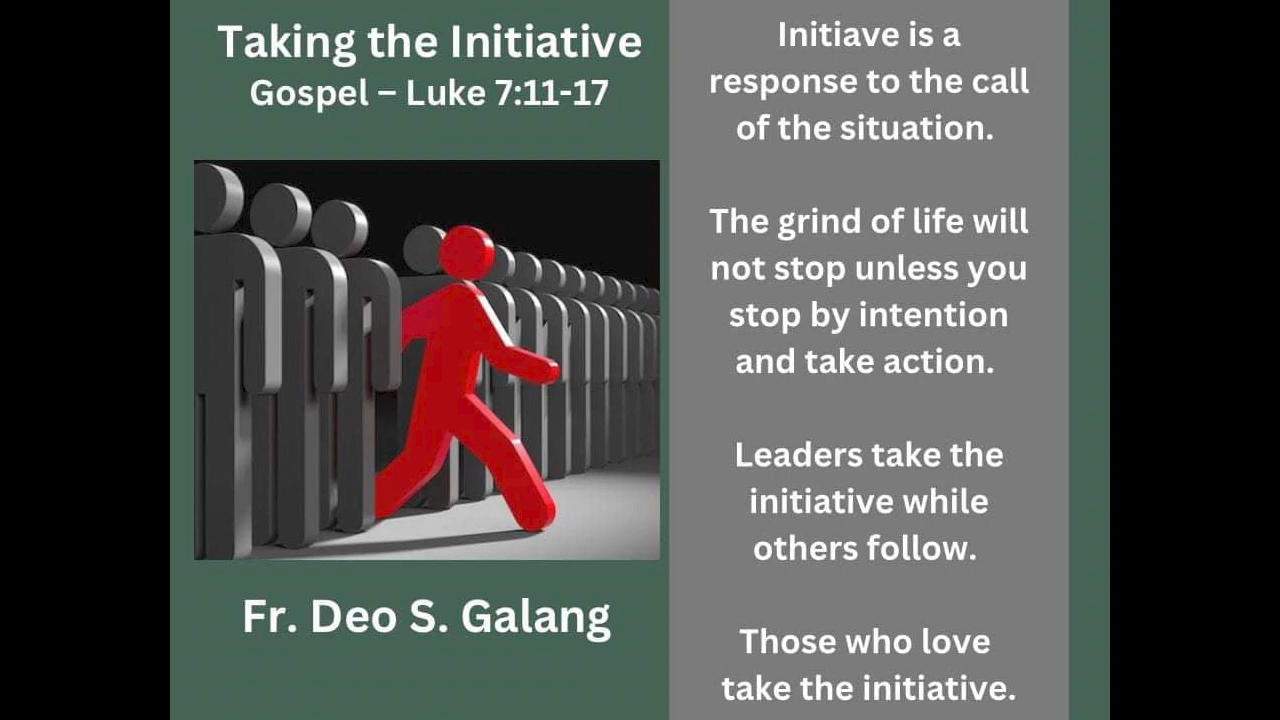 Taking the Initiative
Gospel – Luke 7:11-17
Fr. Deo S. Galang
Initiave is a
response to the call
of the situation.
The grind of life will
not stop unless you
stop by intention
and take action.
Leaders take the
initiative while
others follow.
Those who love
take the initiative.